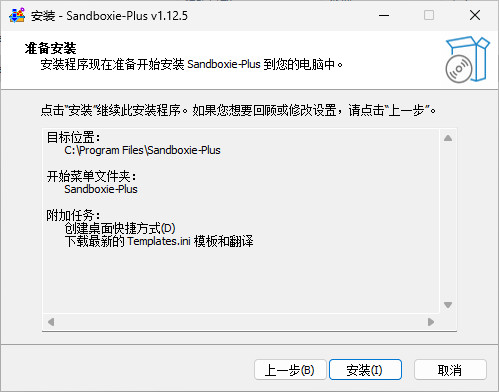 安装 - Sandboxie-Plus v1.12.5
准备安装
安装程序现在准备开始安装 Sandboxie-Plus 到您的电脑中。
点击“安装”继续此安装程序。如果您想要回顾或修改设置，请点击“上一步”。
目标位置：
C:\Program Files\Sandboxie-Plus
开始菜单文件夹：
Sandboxie-Plus
附加任务：
创建桌面快捷方式(D)
下载最新的 Templates.ini 模板和翻译
上一步(B) 安装(I) 取消